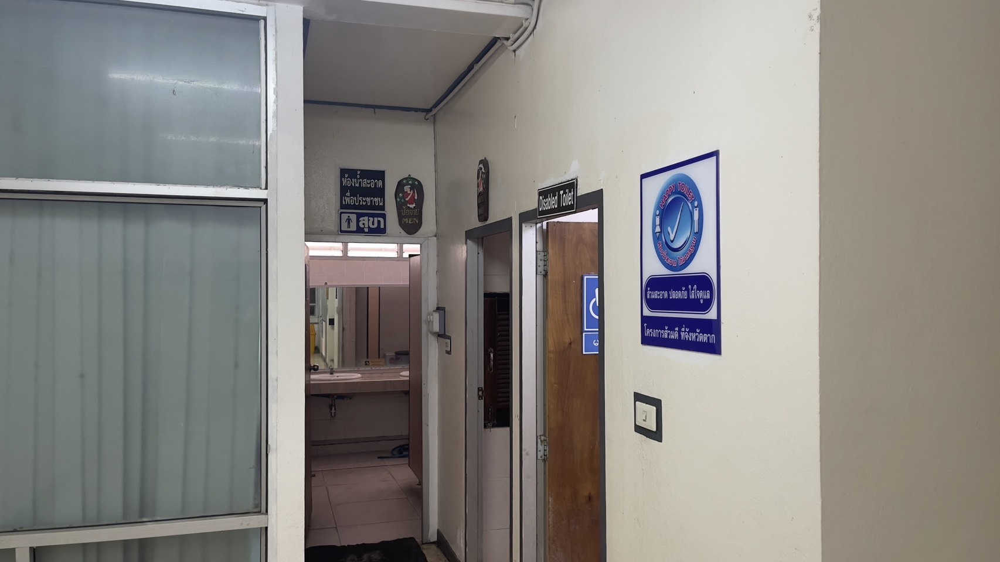 ห้องน้ำสะอาด
เพื่อประชาชน
สุขา
MEN
Disabled Toilet
HAPPY TOILET
ส้วมสะอาด ปลอดภัย ใส่ใจดูแล
โครงการส้วมดี ที่จังหวัดตาก